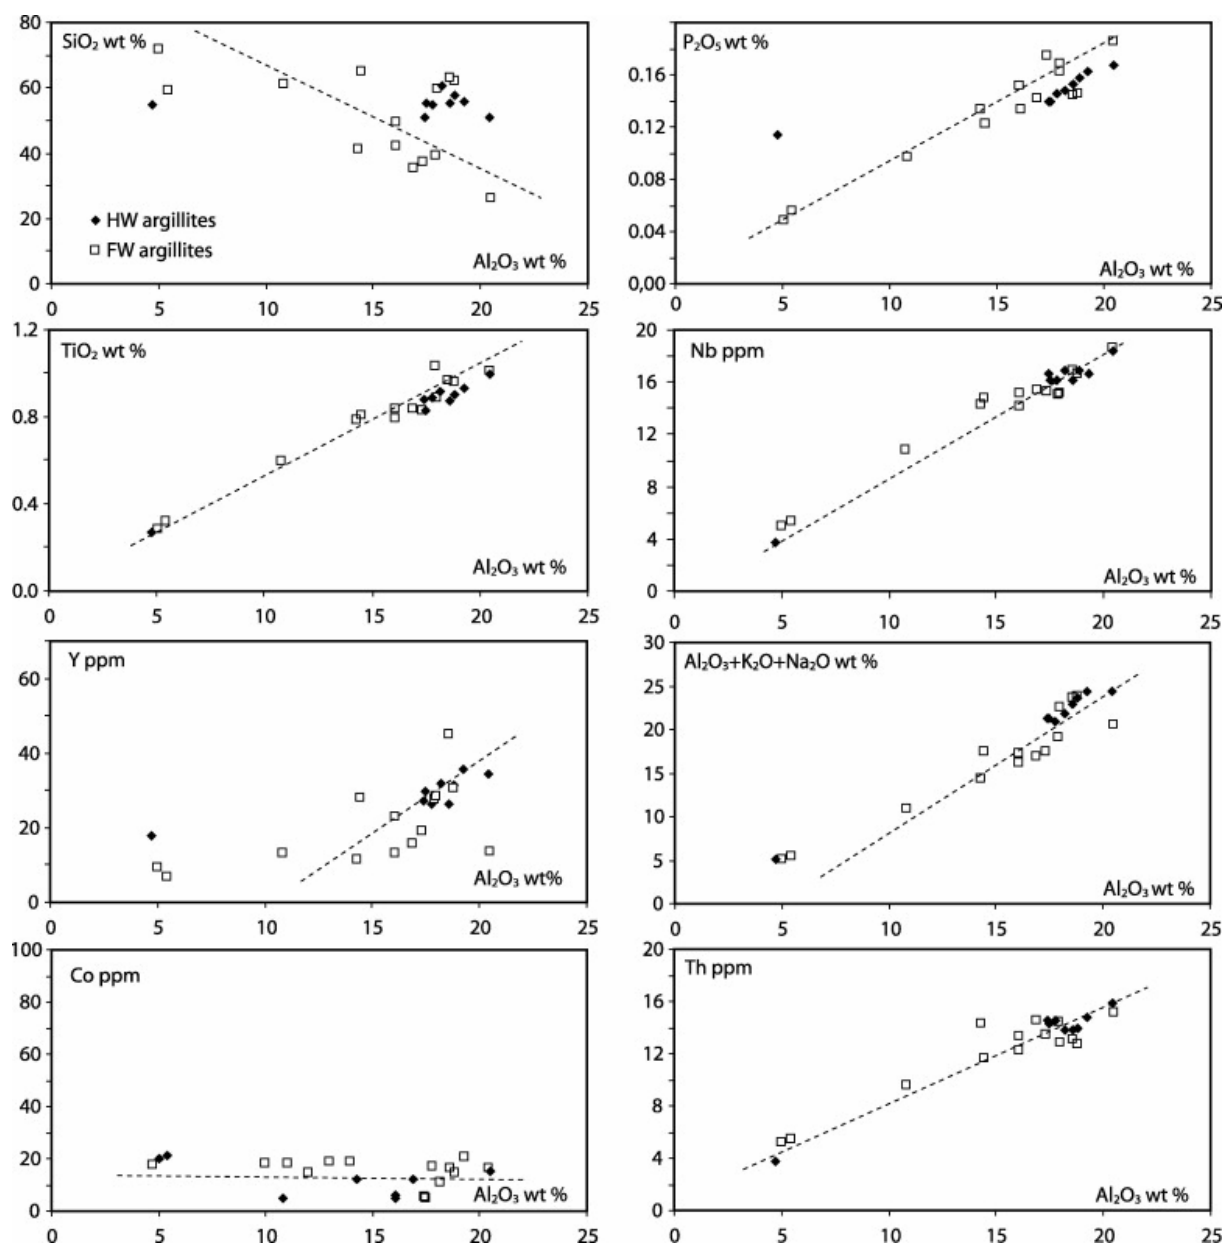 80
SiO₂ wt %
60
40
20
0
◆ HW argillites
□ FW argillites
Al₂O₃ wt %
0 5 10 15 20 25
P₂O₅ wt %
0.16
0.12
0.08
0.04
0,00
Al₂O₃ wt %
0 5 10 15 20 25
1.2
TiO₂ wt %
0.8
0.4
0.0
Al₂O₃ wt %
0 5 10 15 20 25
20
Nb ppm
16
12
8
4
0
Al₂O₃ wt %
0 5 10 15 20 25
Y ppm
60
40
20
0
Al₂O₃ wt%
0 5 10 15 20 25
30
Al₂O₃+K₂O+Na₂O wt %
25
20
15
10
5
0
Al₂O₃ wt %
0 5 10 15 20 25
100
Co ppm
80
60
40
20
0
Al₂O₃ wt %
0 5 10 15 20 25
20
Th ppm
16
12
8
4
0
Al₂O₃ wt %
0 5 10 15 20 25